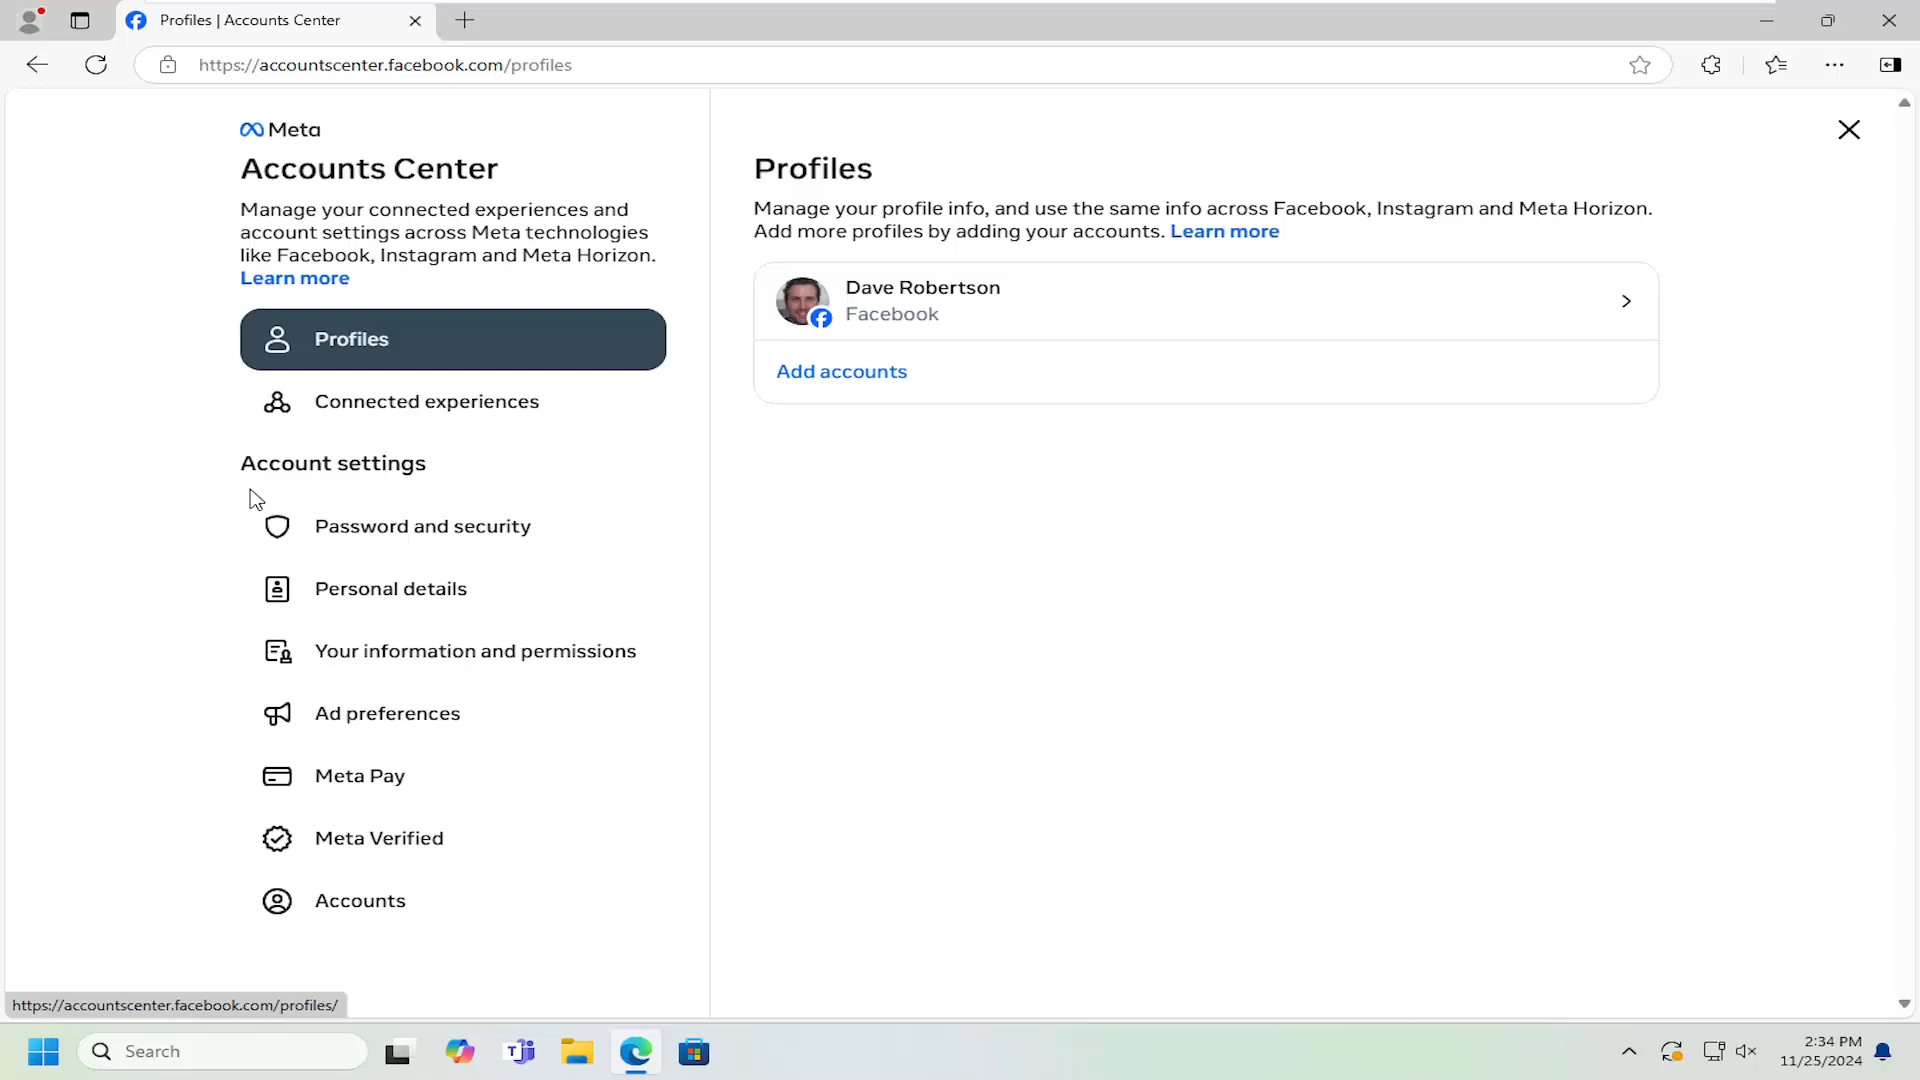 Profiles | Accounts Center
https://accountscenter.facebook.com/profiles
Meta
Accounts Center
Manage your connected experiences and
account settings across Meta technologies
like Facebook, Instagram and Meta Horizon.
Learn more
Profiles
Connected experiences
Account settings
Password and security
Personal details
Your information and permissions
Ad preferences
Meta Pay
Meta Verified
Accounts
Profiles
Manage your profile info, and use the same info across Facebook, Instagram and Meta Horizon.
Add more profiles by adding your accounts. Learn more
Dave Robertson
Facebook
Add accounts
https://accountscenter.facebook.com/profiles/
Search
2:34 PM
11/25/2024